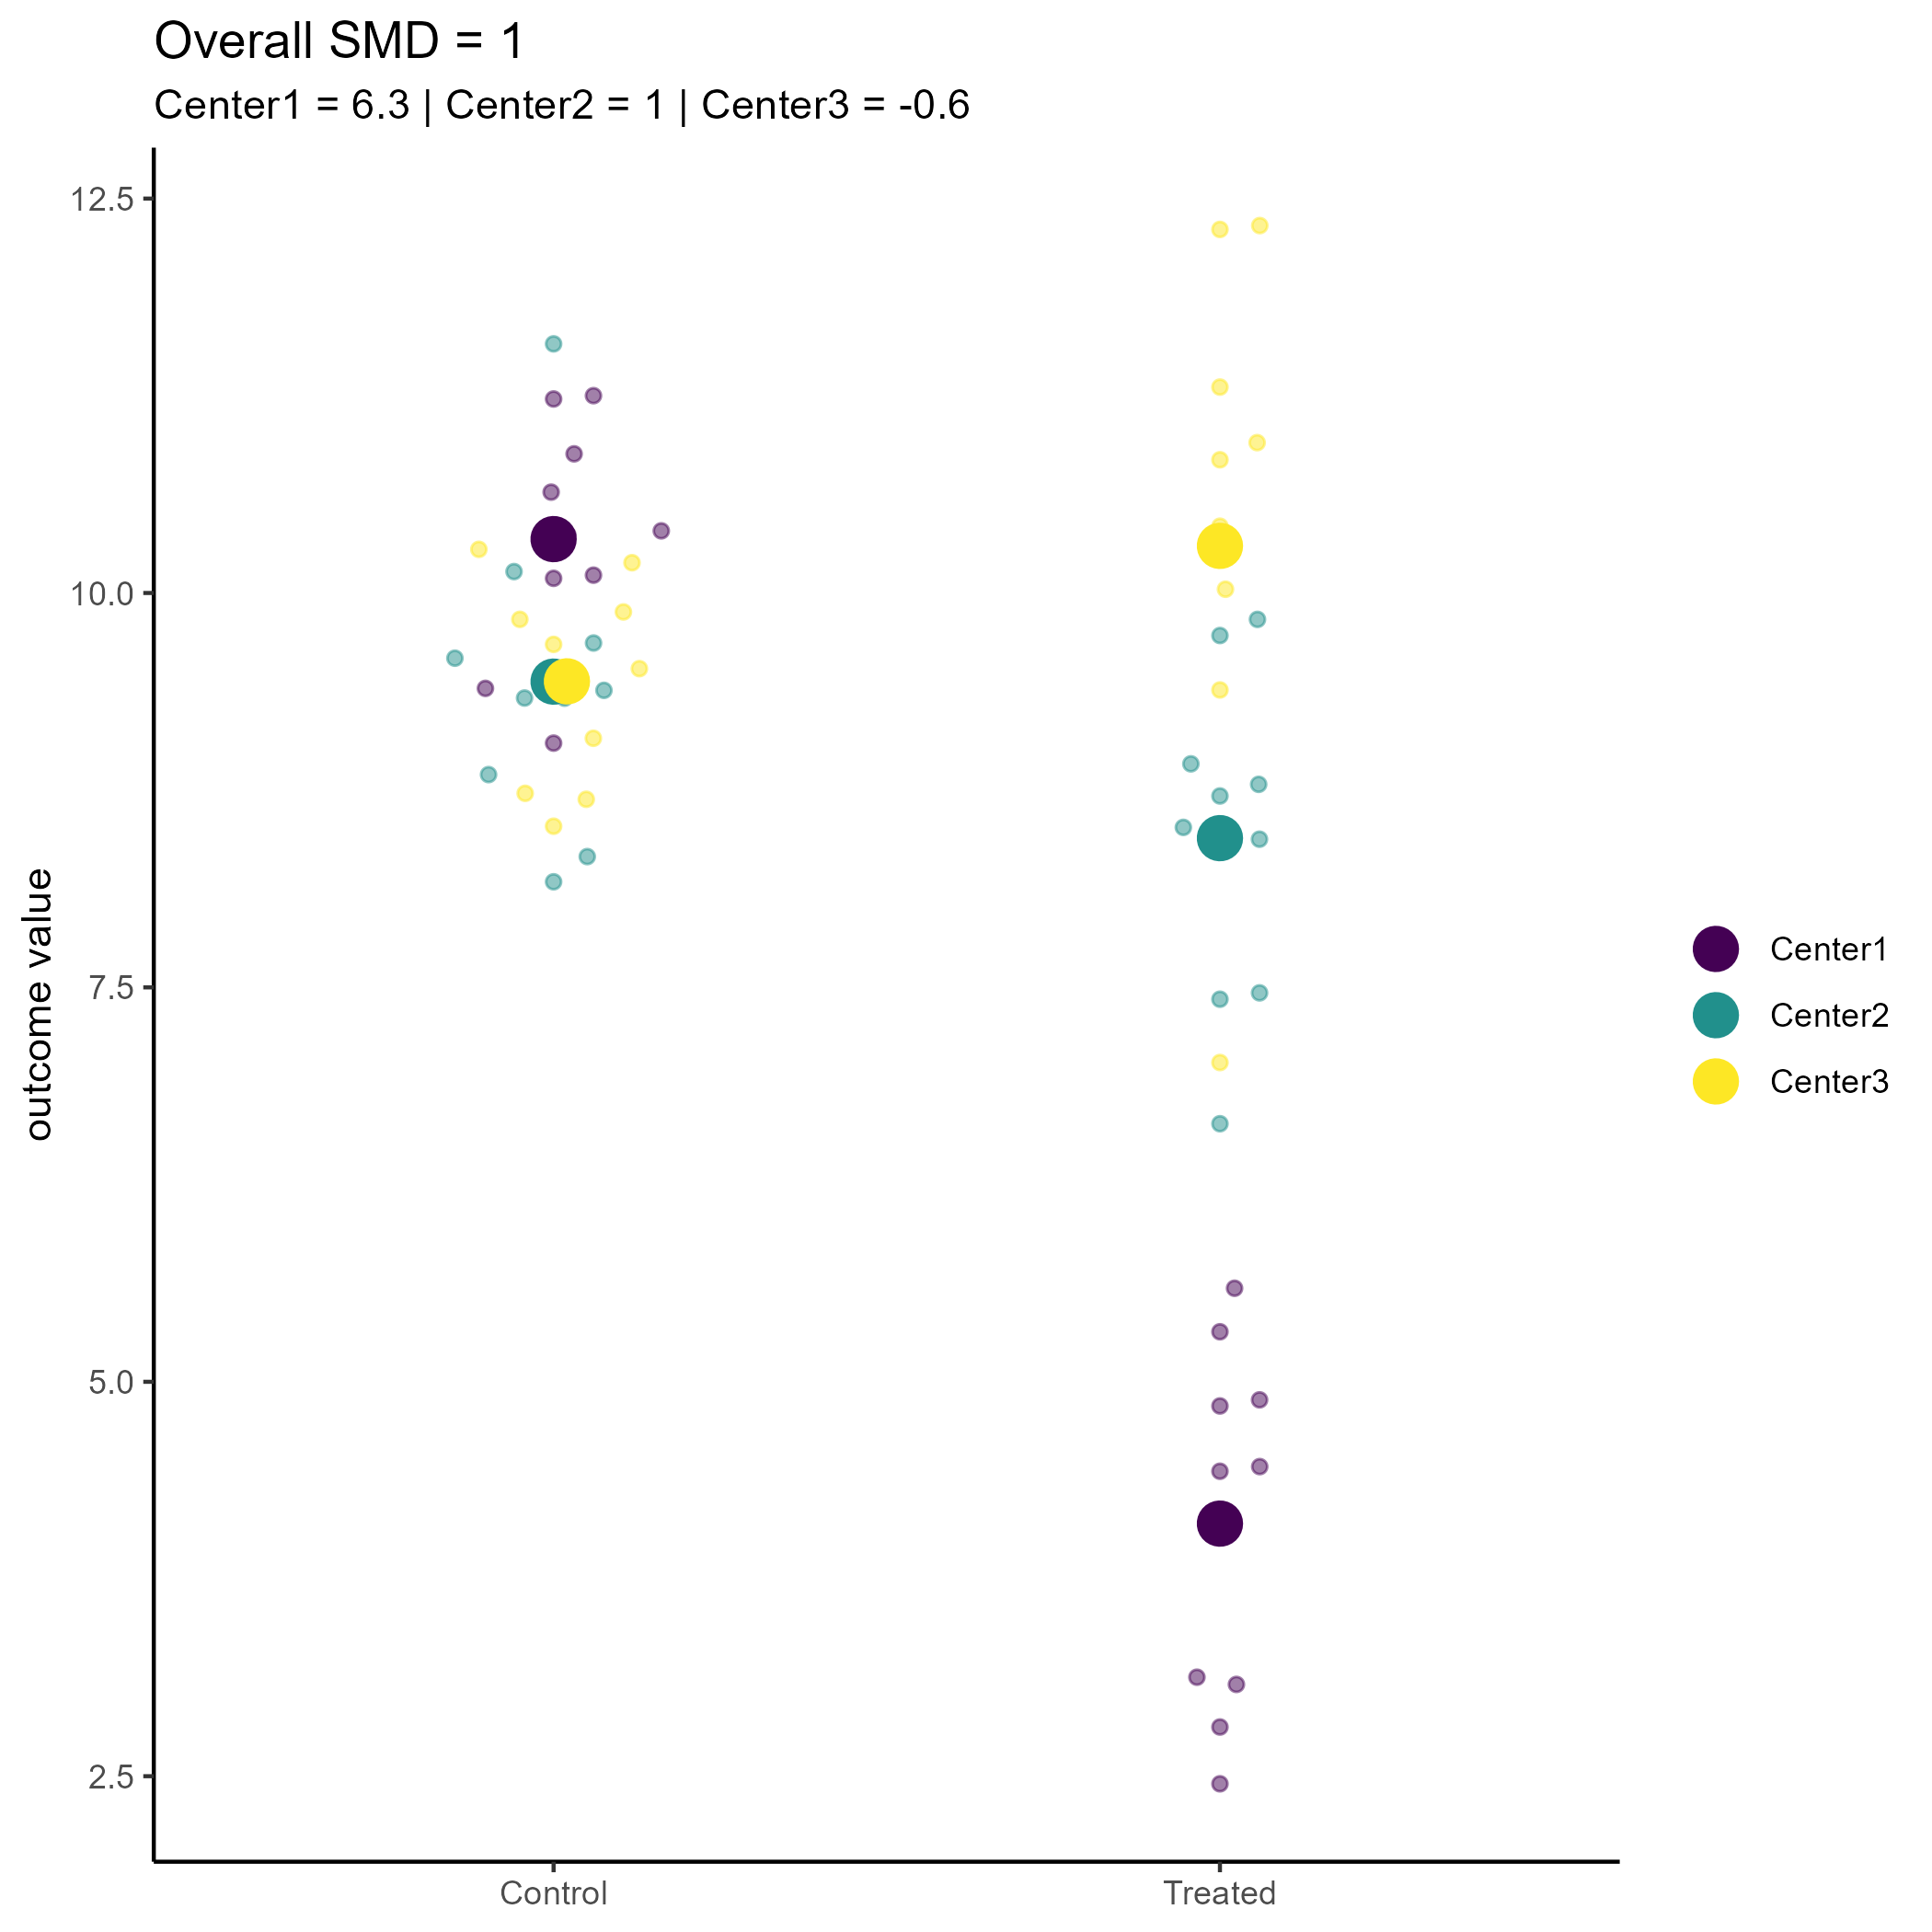 Overall SMD = 1
Center1 = 6.3 | Center2 = 1 | Center3 = -0.6
12.5
10.0
7.5
5.0
2.5
outcome value
Control
Treated
Center1
Center2
Center3